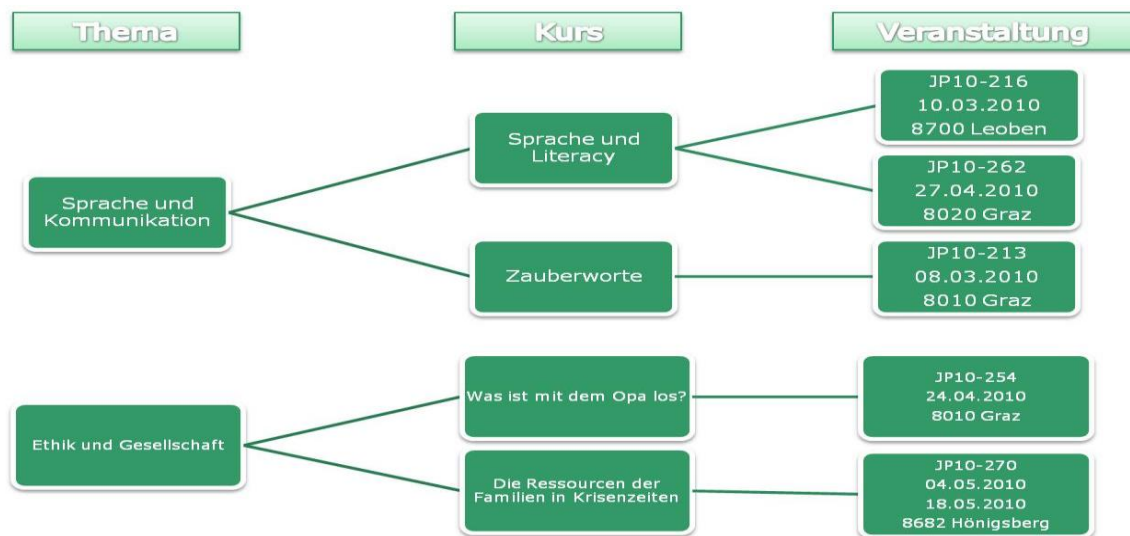 Thema
Kurs
Veranstaltung
Sprache und
Kommunikation
Sprache und
Literacy
JP10-216
10.03.2010
8700 Leoben
JP10-262
27.04.2010
8020 Graz
Zauberworte
JP10-213
08.03.2010
8010 Graz
Ethik und Gesellschaft
Was ist mit dem Opa los?
JP10-254
24.04.2010
8010 Graz
Die Ressourcen der
Familien in Krisenzeiten
JP10-270
04.05.2010
18.05.2010
8682 Hönigsberg